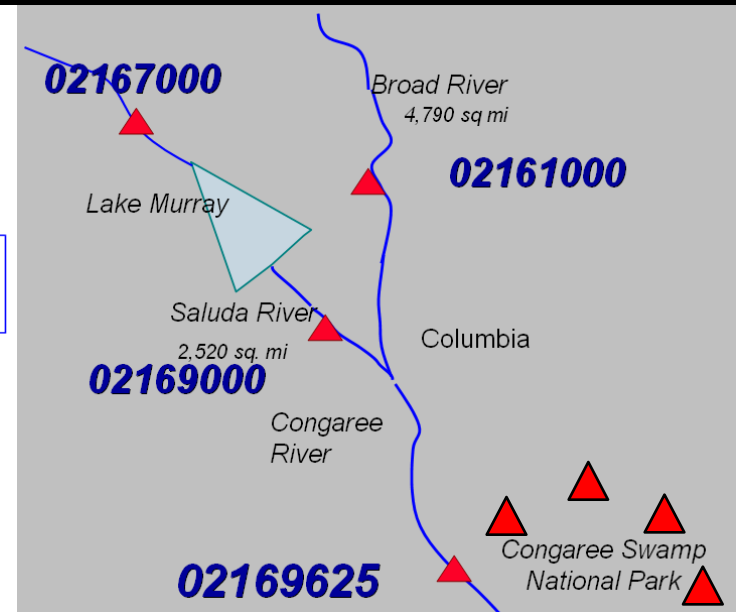 02167000
Broad River
4,790 sq mi
02161000
Lake Murray
Saluda River
2,520 sq. mi
02169000
Columbia
Congaree
River
Congaree Swamp
National Park
02169625